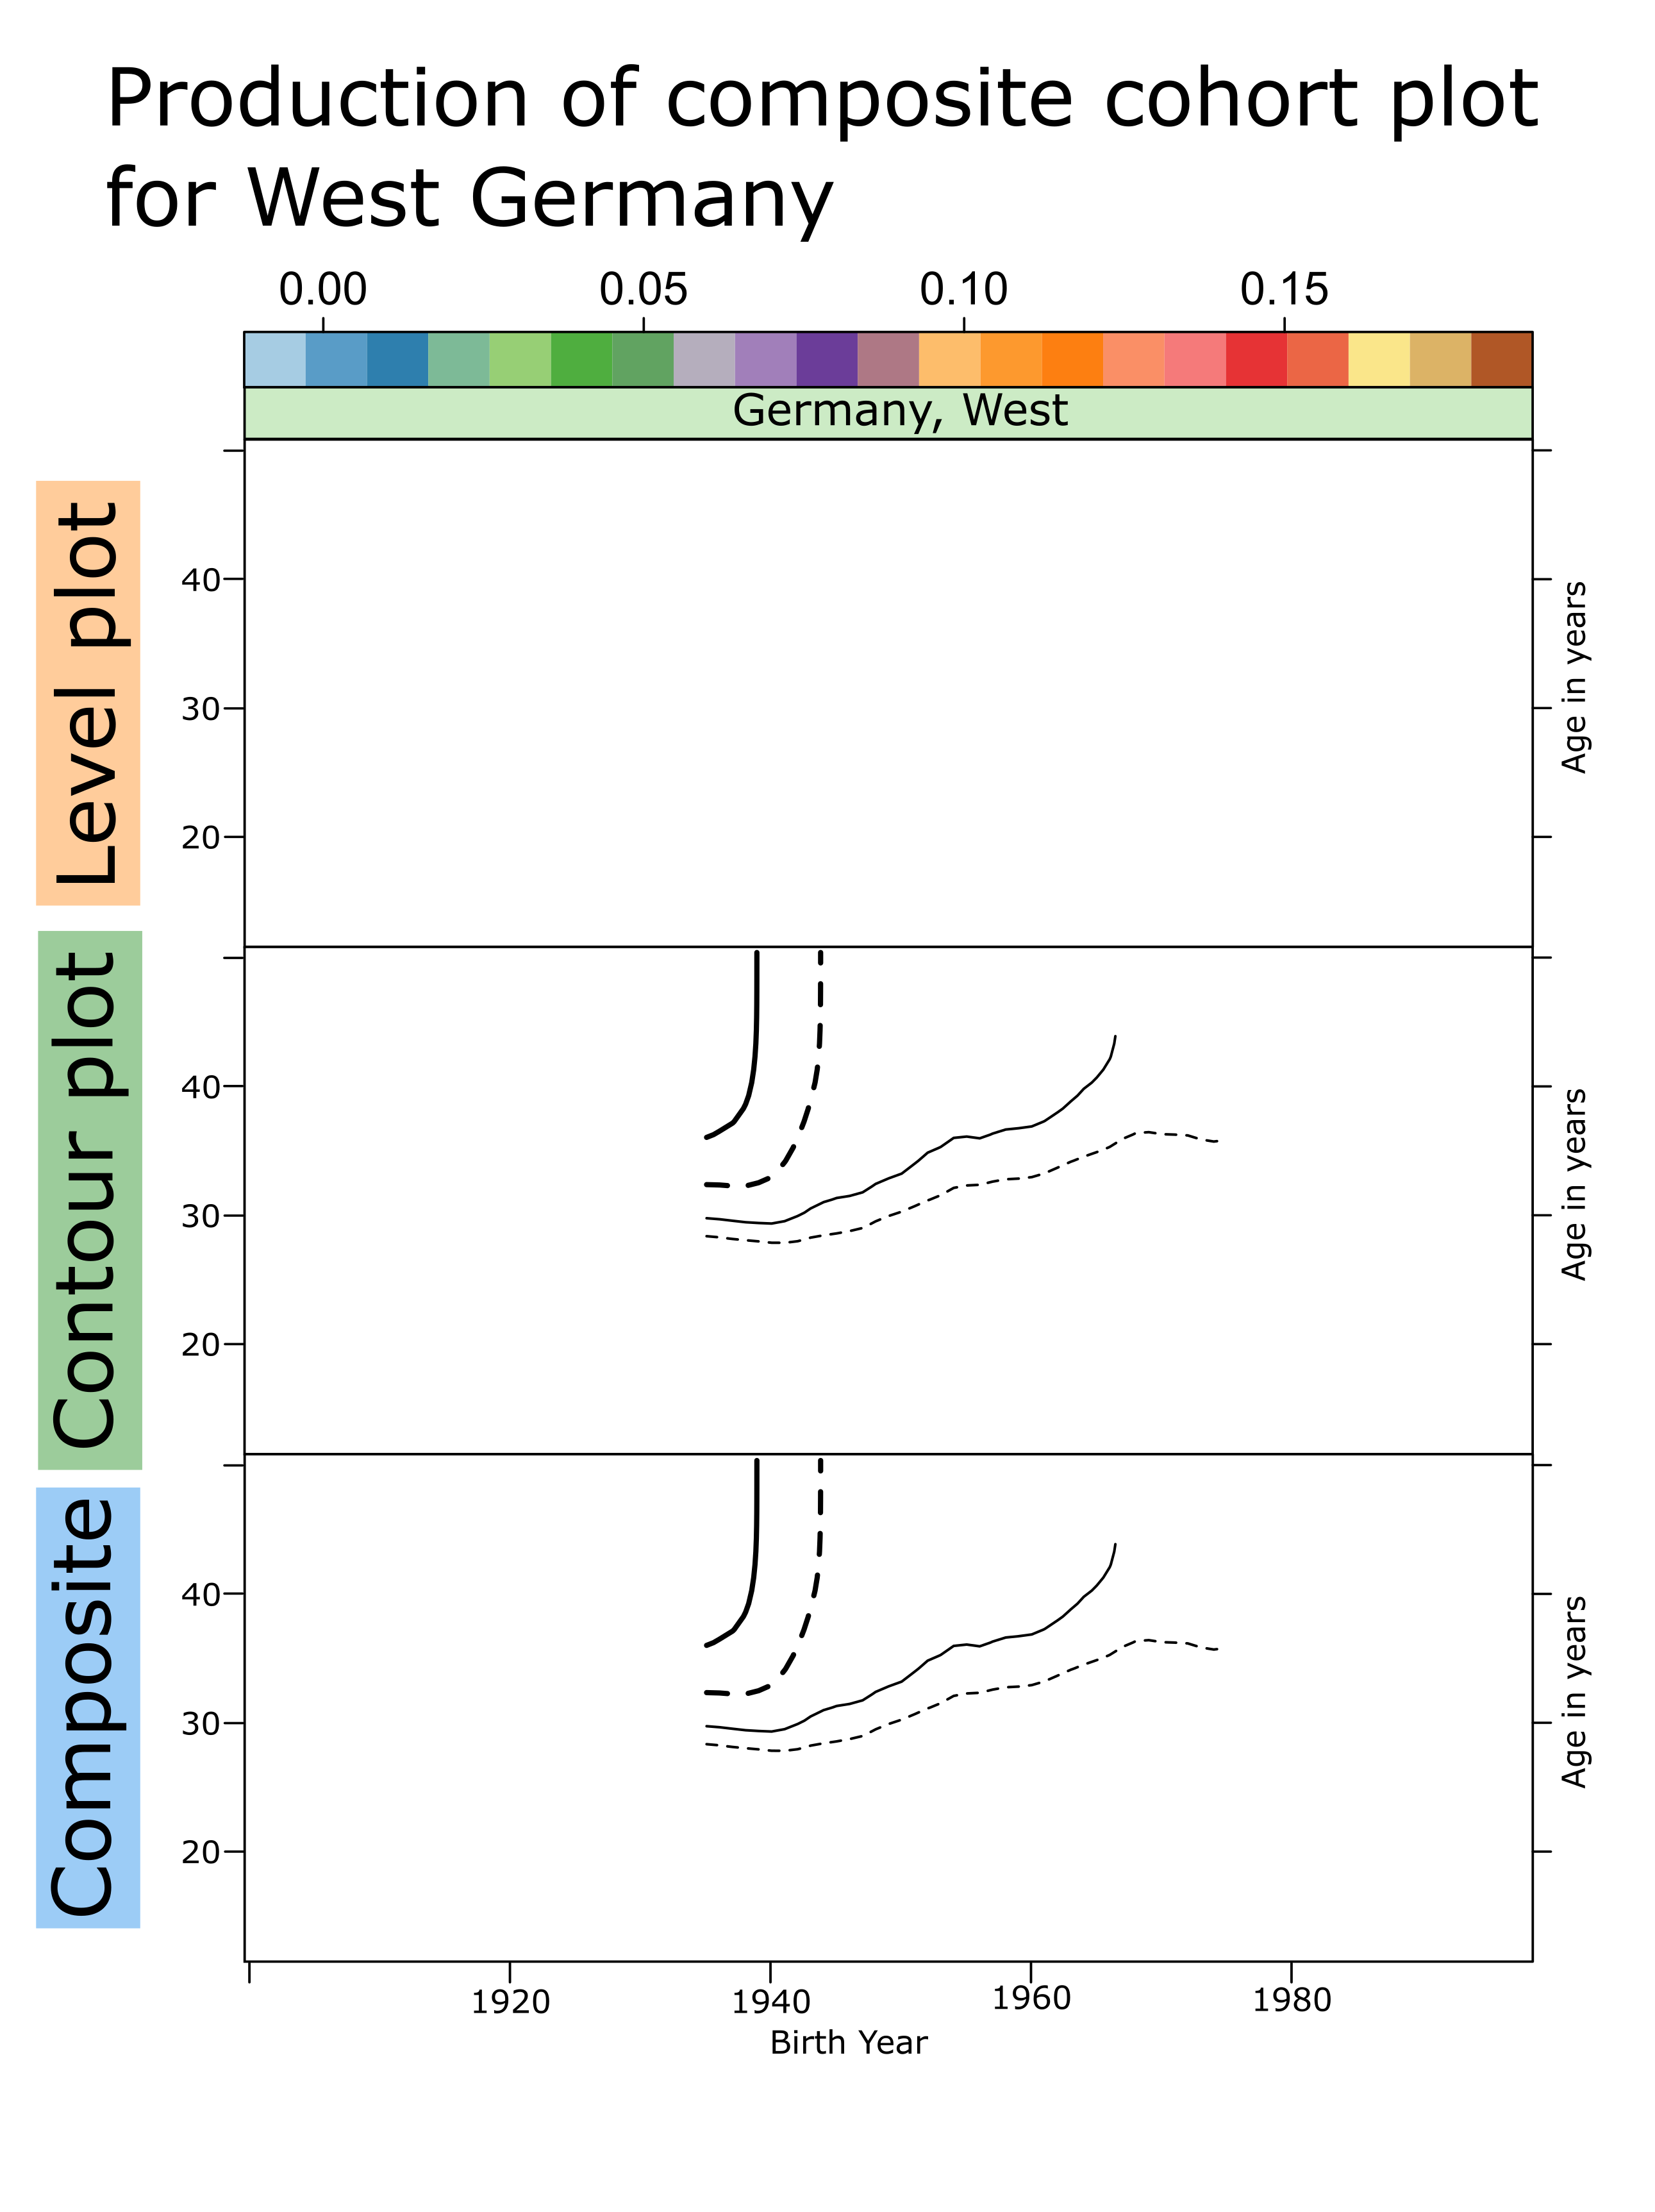 Production of composite cohort plot
for West Germany
0.00 0.05 0.10 0.15
Germany, West
Level plot
40
30
20
Age in years
Contour plot
40
30
20
Age in years
Composite
40
30
20
Age in years
1920 1940 1960 1980
Birth Year